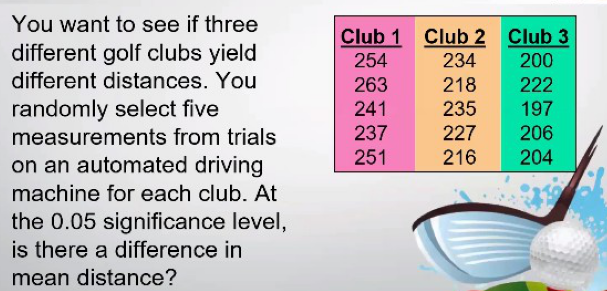 You want to see if three
different golf clubs yield
different distances. You
randomly select five
measurements from trials
on an automated driving
machine for each club. At
the 0.05 significance level,
is there a difference in
mean distance?
Club 1 Club 2 Club 3
254 234 200
263 218 222
241 235 197
237 227 206
251 216 204